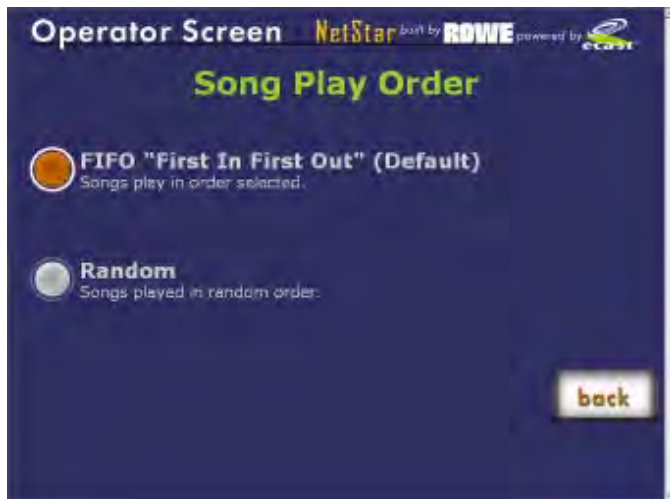 Operator Screen NetStar built by ROWE powered by ecast
Song Play Order
FIFO "First In First Out" (Default)
Songs play in order selected.
Random
Songs played in random order.
back